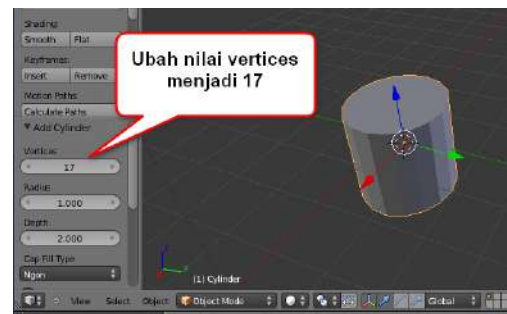 Shading:
Smooth Flat
Keyframes:
Insert Remove
Motion Paths:
Calculate Paths
Add Cylinder
Vertices
17
Radius
1.000
Depth
2.000
Cap Fill Type
Ngon
Ubah nilai vertices
menjadi 17
(1) Cylinder
View Select Object Object Mode Global